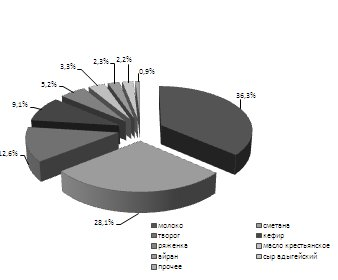 2,3%
2,2%
3,3%
0,9%
5,2%
36,3%
9,1%
12,6%
28,1%
молоко
сметана
творог
кефир
ряженка
масло крестьянское
айран
сыр адыгейский
прочее